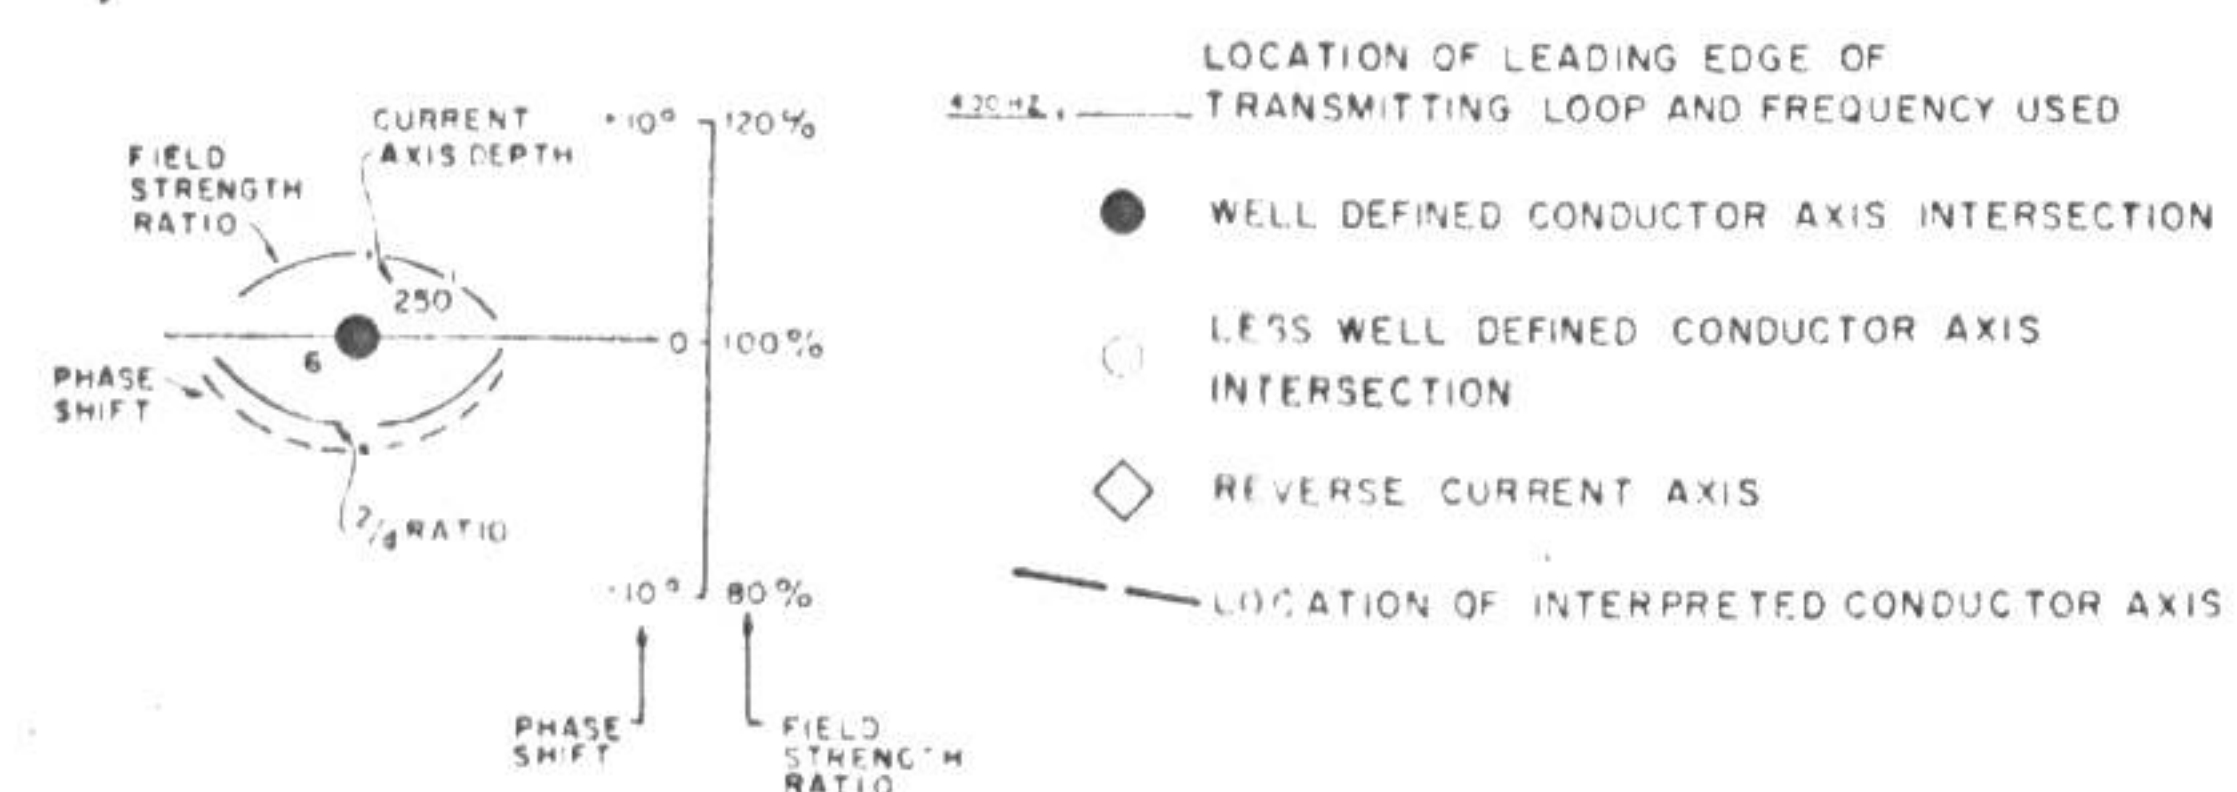 CURRENT
AXIS DEPTH
FIELD
STRENGTH
RATIO
250
6
PHASE
SHIFT
RATIO
10° 120%
0 100%
10° 80%
PHASE
SHIFT
FIELD
STRENGTH
RATIO
LOCATION OF LEADING EDGE OF
TRANSMITTING LOOP AND FREQUENCY USED
WELL DEFINED CONDUCTOR AXIS INTERSECTION
LESS WELL DEFINED CONDUCTOR AXIS
INTERSECTION
REVERSE CURRENT AXIS
LOCATION OF INTERPRETED CONDUCTOR AXIS